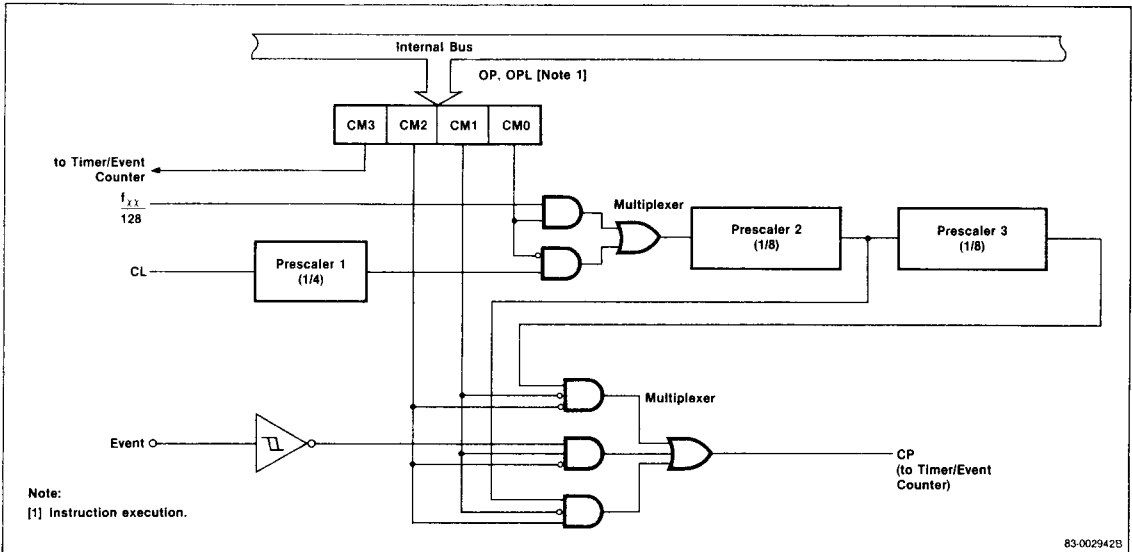 Internal Bus
OP, OPL [Note 1]
CM3 CM2 CM1 CM0
to Timer/Event
Counter
fχχ
128
Multiplexer
Prescaler 2
(1/8)
Prescaler 3
(1/8)
CL
Prescaler 1
(1/4)
Multiplexer
Event
CP
(to Timer/Event
Counter)
Note:
[1] Instruction execution.
83-002942B